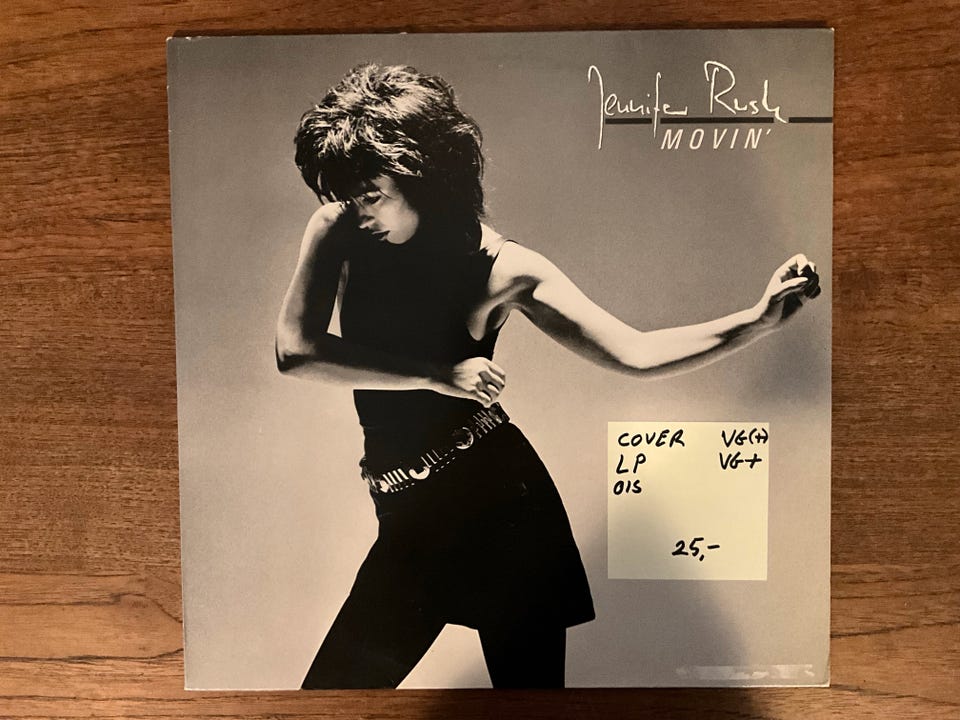 Jennifer Rush
MOVIN'
COVER VG(+)
LP VG+
OIS
25,-